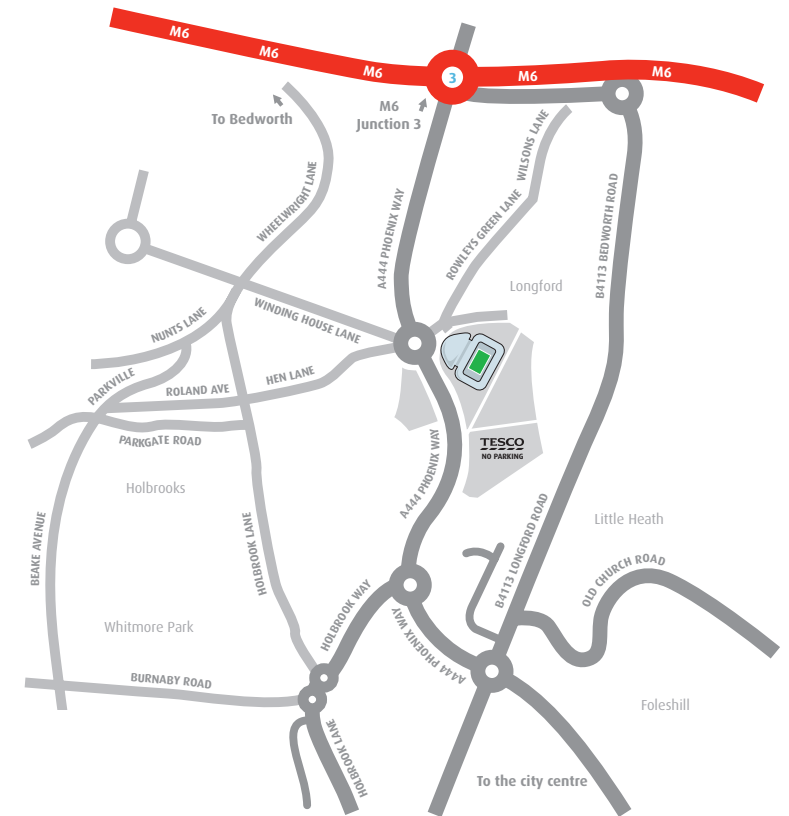 M6
M6
M6
3
M6
M6
M6
Junction 3
To Bedworth
WILSONS LANE
WHEELWRIGHT LANE
A444 PHOENIX WAY
ROWLEYS GREEN LANE
B4113 BEDWORTH ROAD
Longford
WINDING HOUSE LANE
NUNTS LANE
PARKVILLE
ROLAND AVE
HEN LANE
PARKGATE ROAD
TESCO
NO PARKING
A444 PHOENIX WAY
Holbrooks
Little Heath
BEAKE AVENUE
HOLBROOK LANE
B4113 LONGFORD ROAD
OLD CHURCH ROAD
Whitmore Park
HOLBROOK WAY
A444 PHOENIX WAY
BURNABY ROAD
Foleshill
HOLBROOK LANE
To the city centre